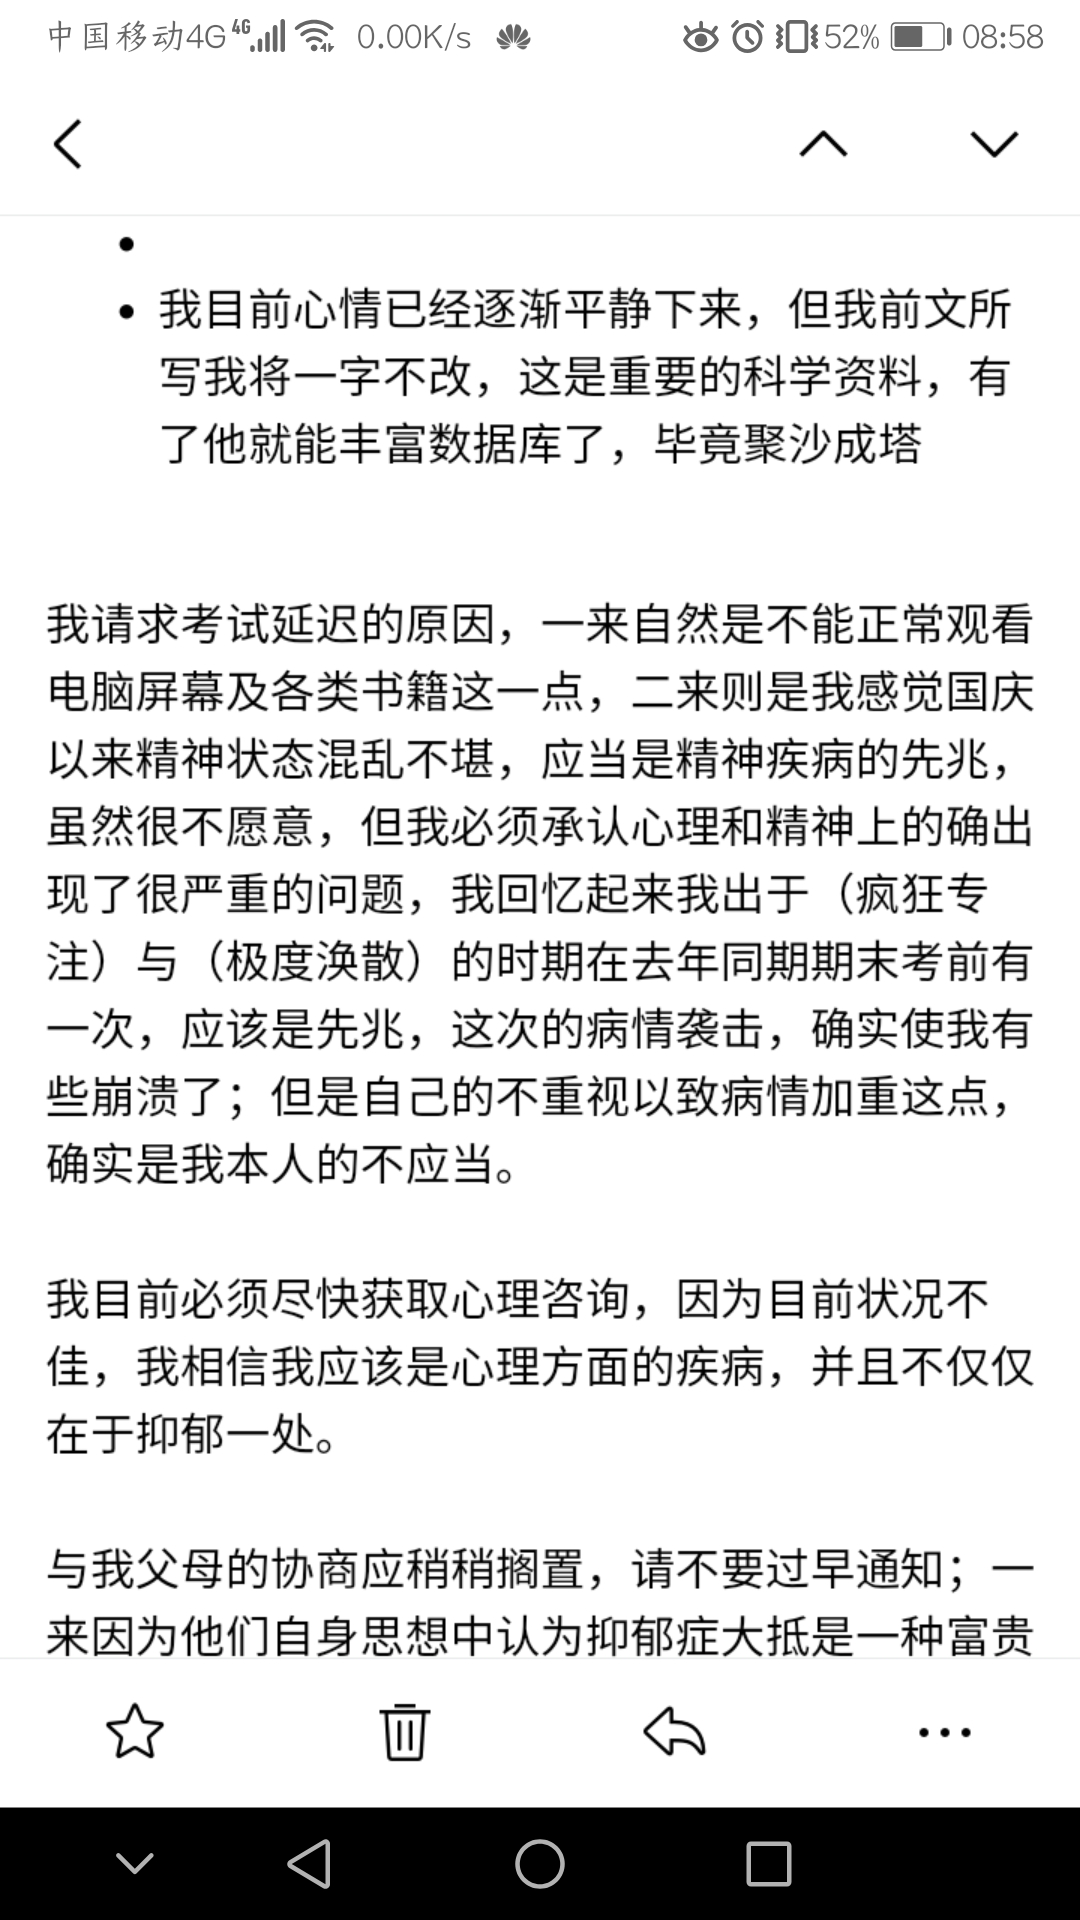 中国移动4G 4G 0.00K/s 52% 08:58
我目前心情已经逐渐平静下来，但我前文所
写我将一字不改，这是重要的科学资料，有
了他就能丰富数据库了，毕竟聚沙成塔
我请求考试延迟的原因，一来自然是不能正常观看
电脑屏幕及各类书籍这一点，二来则是我感觉国庆
以来精神状态混乱不堪，应当是精神疾病的先兆，
虽然很不愿意，但我必须承认心理和精神上的确出
现了很严重的问题，我回忆起来我出于（疯狂专
注）与（极度涣散）的时期在去年同期期末考前有
一次，应该是先兆，这次的病情袭击，确实使我有
些崩溃了；但是自己的不重视以致病情加重这点，
确实是我本人的不应当。
我目前必须尽快获取心理咨询，因为目前状况不
佳，我相信我应该是心理方面的疾病，并且不仅仅
在于抑郁一处。
与我父母的协商应稍稍搁置，请不要过早通知；一
来因为他们自身思想中认为抑郁症大抵是一种富贵